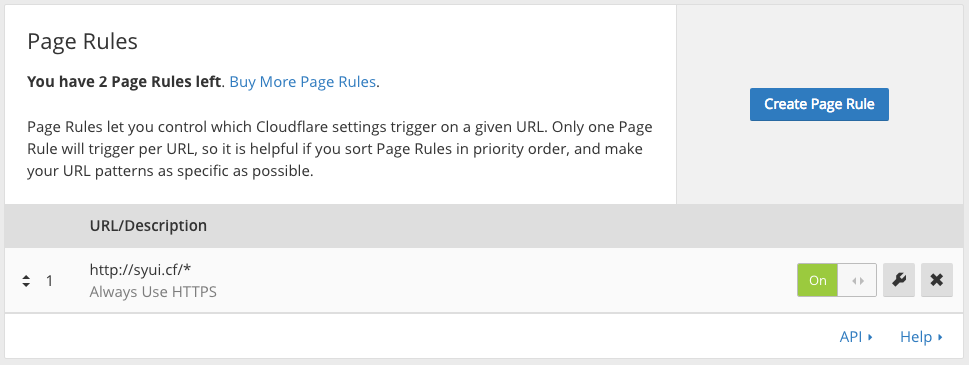 Page Rules
You have 2 Page Rules left. Buy More Page Rules.
Create Page Rule
Page Rules let you control which Cloudflare settings trigger on a given URL. Only one Page
Rule will trigger per URL, so it is helpful if you sort Page Rules in priority order, and make
your URL patterns as specific as possible.
URL/Description
1
http://syui.cf/*
Always Use HTTPS
On
API
Help